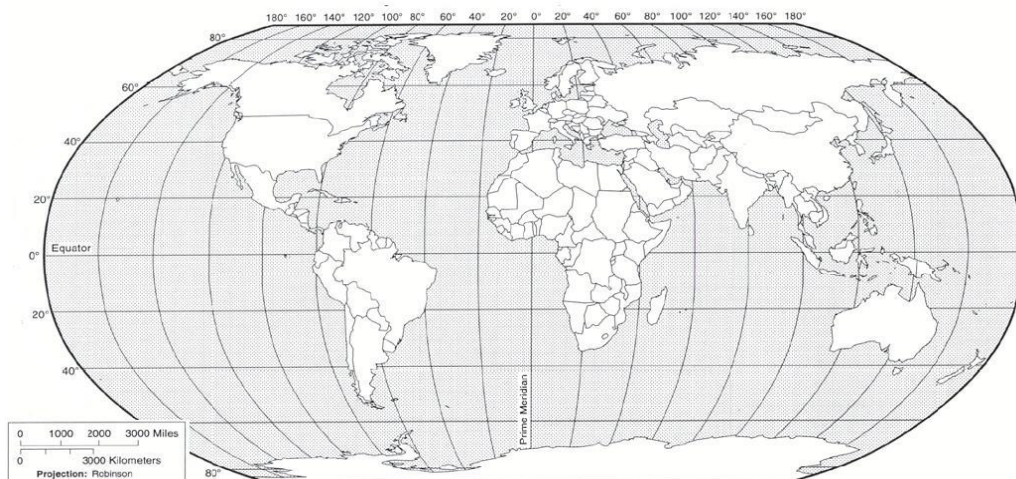 180° 160° 140° 120° 100° 80° 60° 40° 20° 0° 20° 40° 60° 80° 100° 120° 140° 160° 180°
80°
60°
40°
20°
Equator
0°
20°
40°
Prime Meridian
0 1000 2000 3000 Miles
0 3000 Kilometers
Projection: Robinson
80°